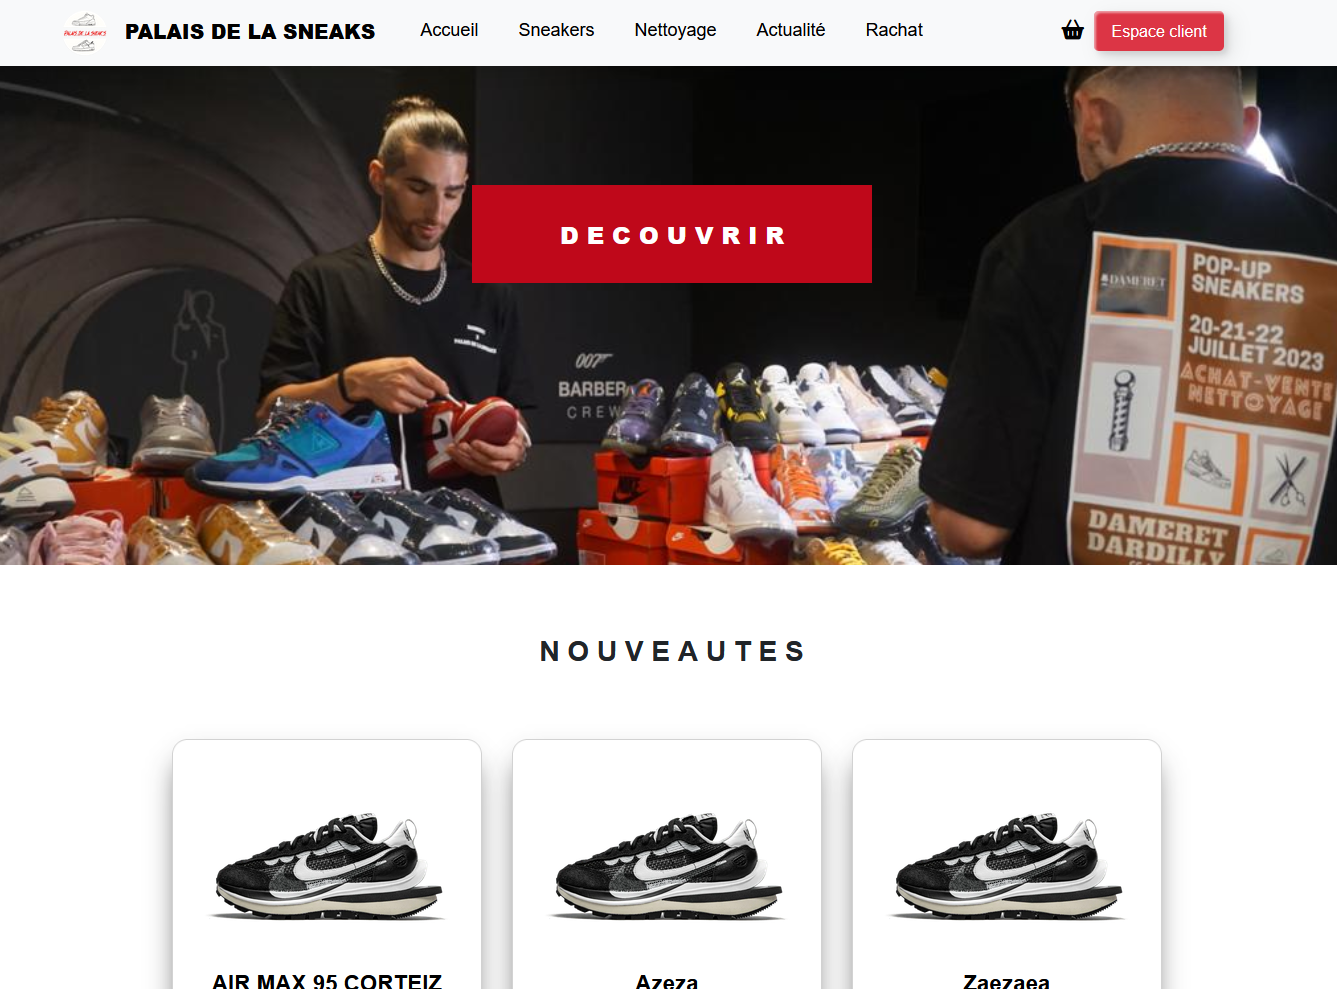 PALAIS DE LA SNEAKS
PALAIS DE LA SNEAKS
Accueil
Sneakers
Nettoyage
Actualité
Rachat
Espace client
DECOUVRIR
007
BARBER
CREW
DAMERET
POP-UP
SNEAKERS
20-21-22
JUILLET 2023
ACHAT-VENTE
NETTOYAGE
DAMERET
DARDILLY
NOUVEAUTES
AIR MAX 95 CORTEIZ
Azeza
Zaezaea